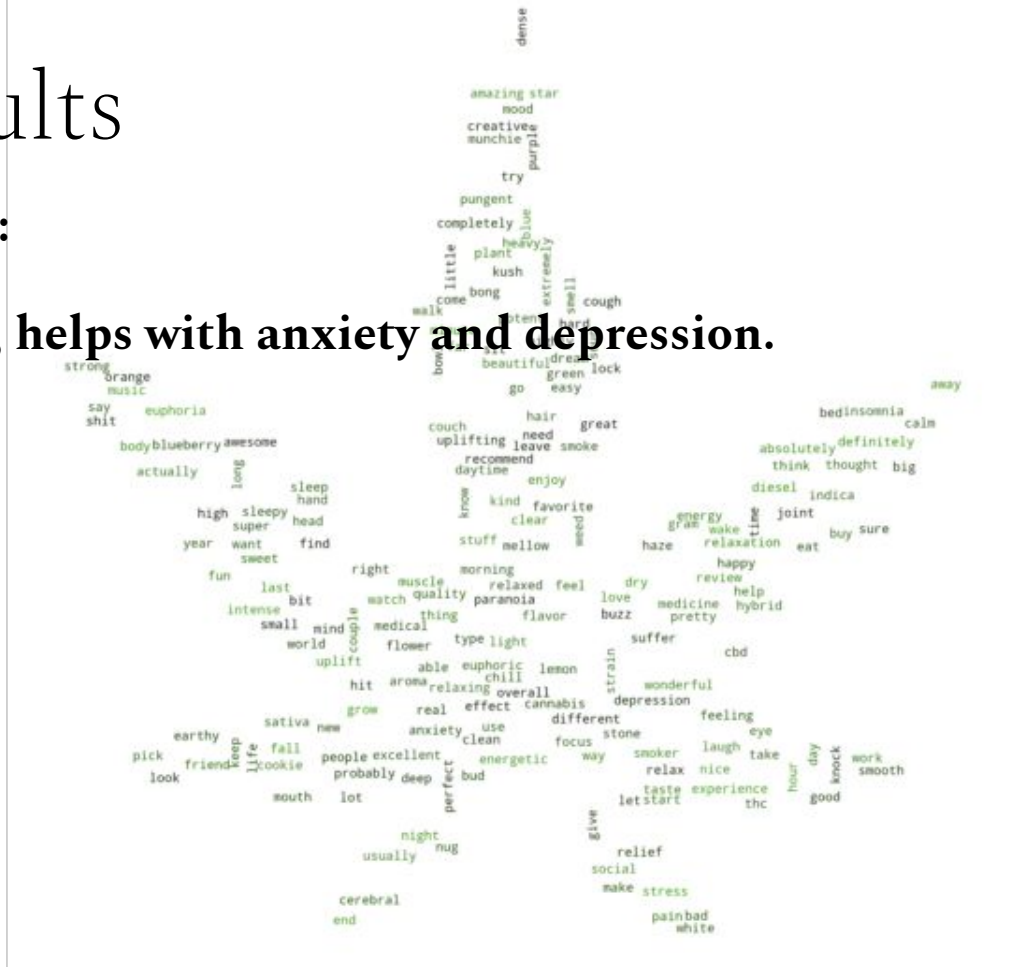 dense
ults
amazing star
mood
creative
munchie
purple
try
pungent
completely
blue
heavy
plant
little
extremely
kush
smell
bong
come
cough
walk
:
hard
helps with anxiety and depression.
beautiful
lock
green
strong
orange
music
go easy
away
say
shit
euphoria
hair
bed insomnia
calm
couch
great
body blueberry awesome
uplifting
need
leave smoke
absolutely definitely
recommend
daytime
think thought big
actually
long
enjoy
sleep
hand
diesel
indica
know
kind
favorite
high sleepy
super
head
clear
weed
energy
gram wake
time
joint
buy sure
year want
find
stuff
mellow
haze
relaxation
eat
sweet
fun
right
morning
happy
last
muscle
relaxed feel
dry
review
bit
watch quality
paranoia
love
help
intense
thing
flavor
buzz
medicine hybrid
pretty
small
mind
couple
medical
world
flower
type light
suffer
cbd
uplift
able euphoric
chill
lemon
strain
hit
aroma relaxing
overall
wonderful
grow
real effect cannabis
depression
sativa new
different
feeling
earthy
anxiety use
clean
stone
eye
pick
friend
keep
life
fall
cookie
people excellent
focus
way
smoker
laugh
take
day
knock
work
energetic
look
probably deep
perfect
bud
relax nice
hour
smooth
taste experience
mouth
lot
let start
thc
good
give
night
nug
usually
relief
social
make stress
cerebral
end
pain bad
white